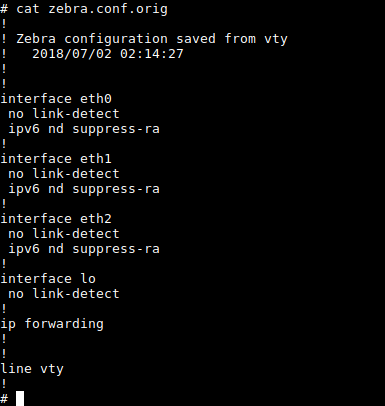 # cat zebra.conf.orig
!
! Zebra configuration saved from vty
!   2018/07/02 02:14:27
!
!
interface eth0
 no link-detect
 ipv6 nd suppress-ra
!
interface eth1
 no link-detect
 ipv6 nd suppress-ra
!
interface eth2
 no link-detect
 ipv6 nd suppress-ra
!
interface lo
 no link-detect
!
ip forwarding
!
!
line vty
!
#